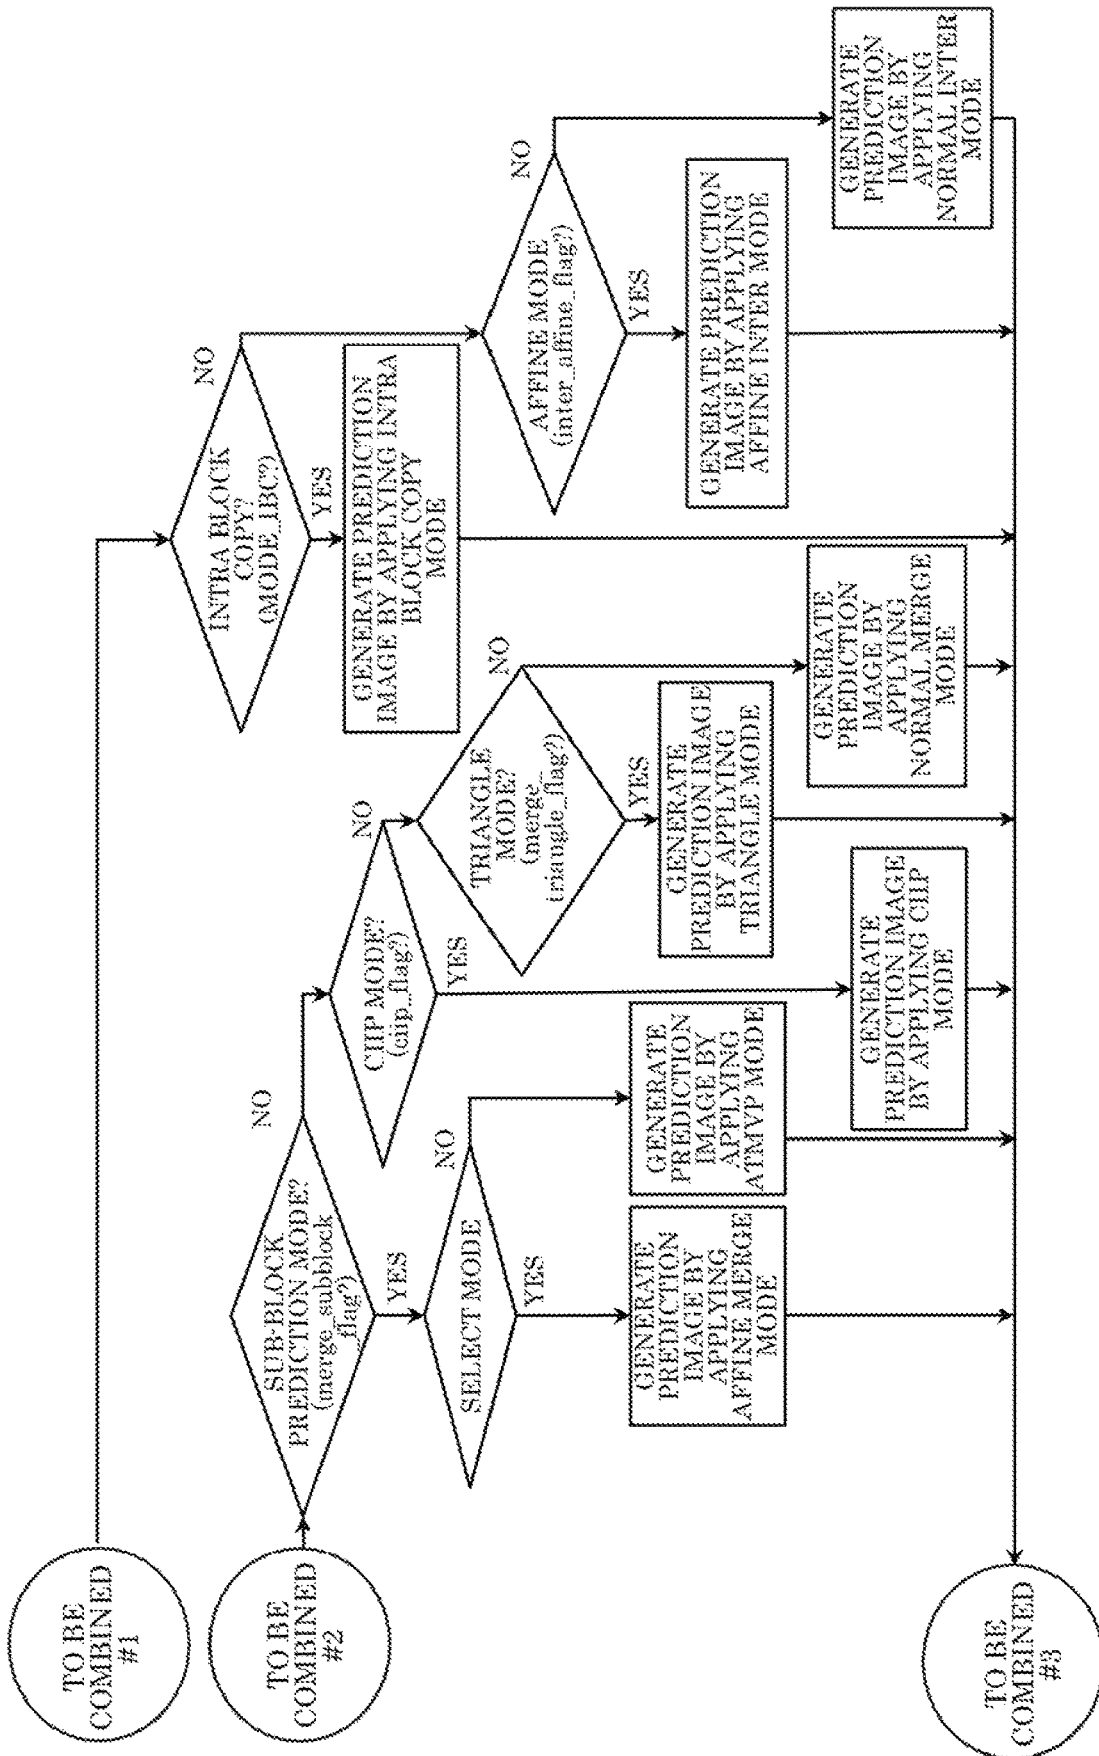 TO BE
COMBINED
#1
INTRA BLOCK
COPY?
(MODE_IBC?)
NO
YES
GENERATE PREDICTION
IMAGE BY APPLYING INTRA
BLOCK COPY
MODE
AFFINE MODE
(inter_affine_flag?)
NO
YES
GENERATE PREDICTION
IMAGE BY APPLYING
AFFINE INTER MODE
GENERATE
PREDICTION
IMAGE BY
APPLYING
NORMAL INTER
MODE
TO BE
COMBINED
#2
SUB-BLOCK
PREDICTION MODE?
(merge_subblock
_flag?)
NO
YES
SELECT MODE
NO
YES
GENERATE
PREDICTION
IMAGE BY
APPLYING
AFFINE MERGE
MODE
GENERATE
PREDICTION
IMAGE BY
APPLYING
ATMVP MODE
CIIP MODE?
(ciip_flag?)
NO
YES
GENERATE
PREDICTION IMAGE
BY APPLYING CIIP
MODE
TRIANGLE
MODE?
(merge_
triangle_flag?)
NO
YES
GENERATE
PREDICTION IMAGE
BY APPLYING
TRIANGLE MODE
GENERATE
PREDICTION
IMAGE BY
APPLYING
NORMAL MERGE
MODE
TO BE
COMBINED
#3